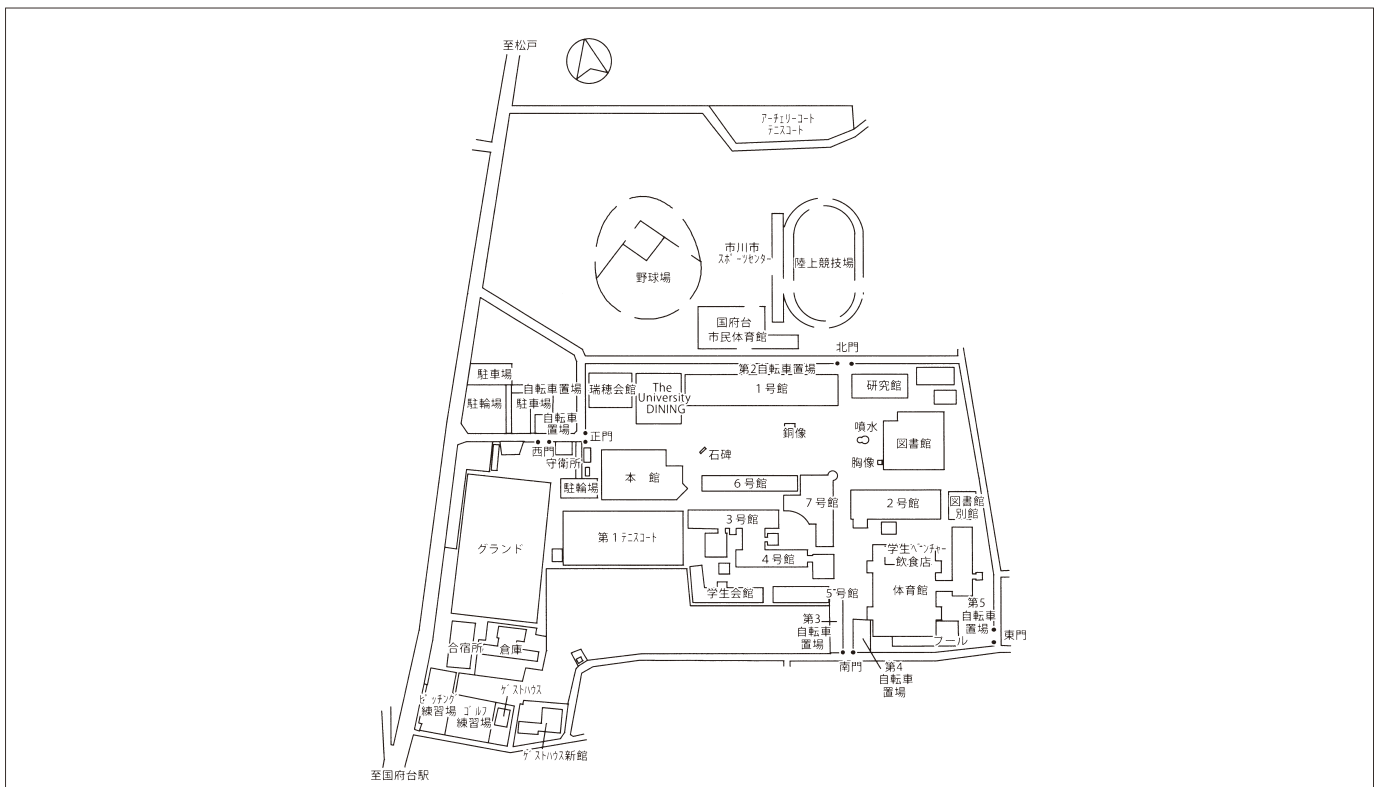 至松戸
アーチェリーコート
テニスコート
市川市
スポーツセンター
陸上競技場
野球場
国府台
市民体育館
北門
第2自転車置場
駐車場
自転車置場
瑞穂会館
The
University
DINING
1号館
研究館
駐輪場
駐車場
自転車
置場
正門
銅像
噴水
図書館
西門
守衛所
石碑
胸像
本 館
6号館
駐輪場
7号館
2号館
図書館
別館
3号館
第1テニスコート
グランド
4号館
学生ベンチャー
飲食店
体育館
学生会館
5号館
第3
自転車
置場
第5
自転車
置場
東門
プール
合宿所
倉庫
南門
第4
自転車
置場
ゲストハウス
ピッチング
練習場
ゴルフ
練習場
ゲストハウス新館
至国府台駅